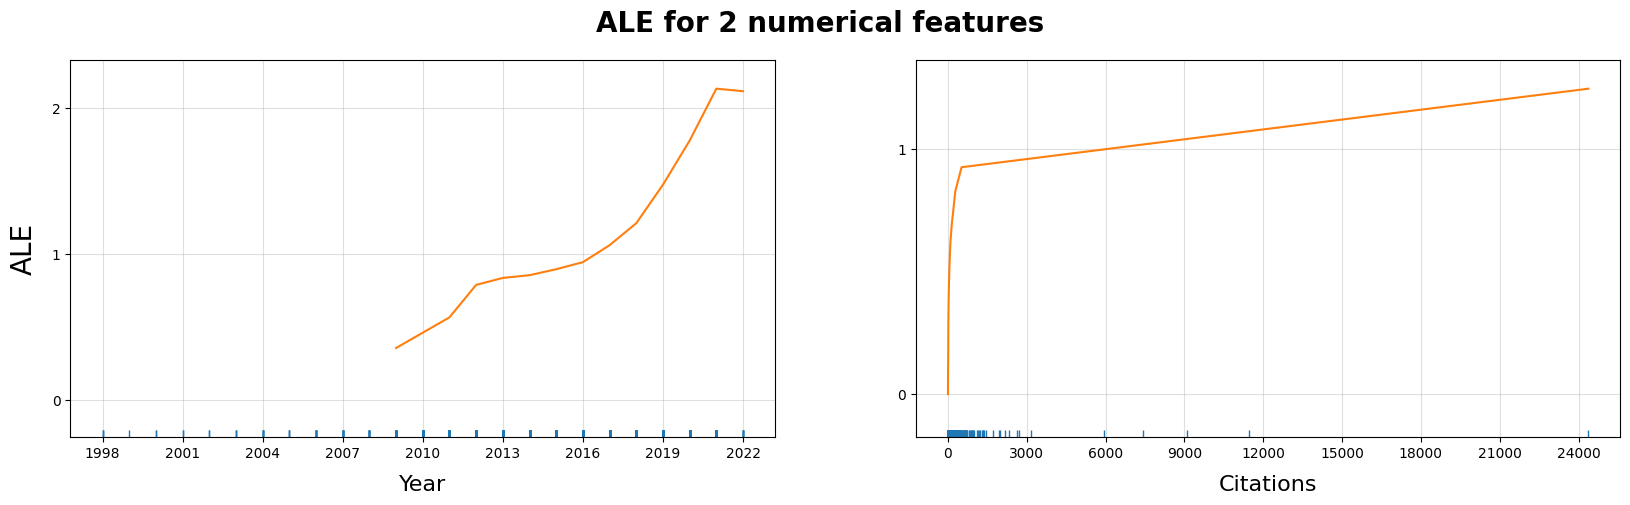 ALE for 2 numerical features
ALE
2
1
0
1998 2001 2004 2007 2010 2013 2016 2019 2022
Year
1
0
0 3000 6000 9000 12000 15000 18000 21000 24000
Citations